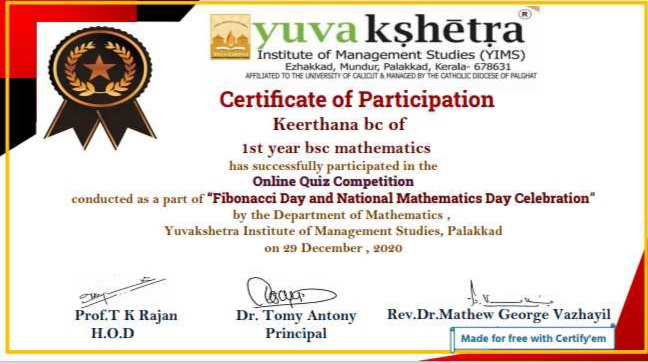 yuvakshētra®
Institute of Management Studies (YIMS)
Ezhakkad, Mundur, Palakkad, Kerala- 678631
AFFILIATED TO THE UNIVERSITY OF CALICUT & MANAGED BY THE CATHOLIC DIOCESE OF PALGHAT
Certificate of Participation
Keerthana bc of
1st year bsc mathematics
has successfully participated in the
Online Quiz Competition
conducted as a part of “Fibonacci Day and National Mathematics Day Celebration”
by the Department of Mathematics ,
Yuvakshetra Institute of Management Studies, Palakkad
on 29 December , 2020
Prof.T K Rajan
H.O.D
Dr. Tomy Antony
Principal
Rev.Dr.Mathew George Vazhayil
Made for free with Certify'em